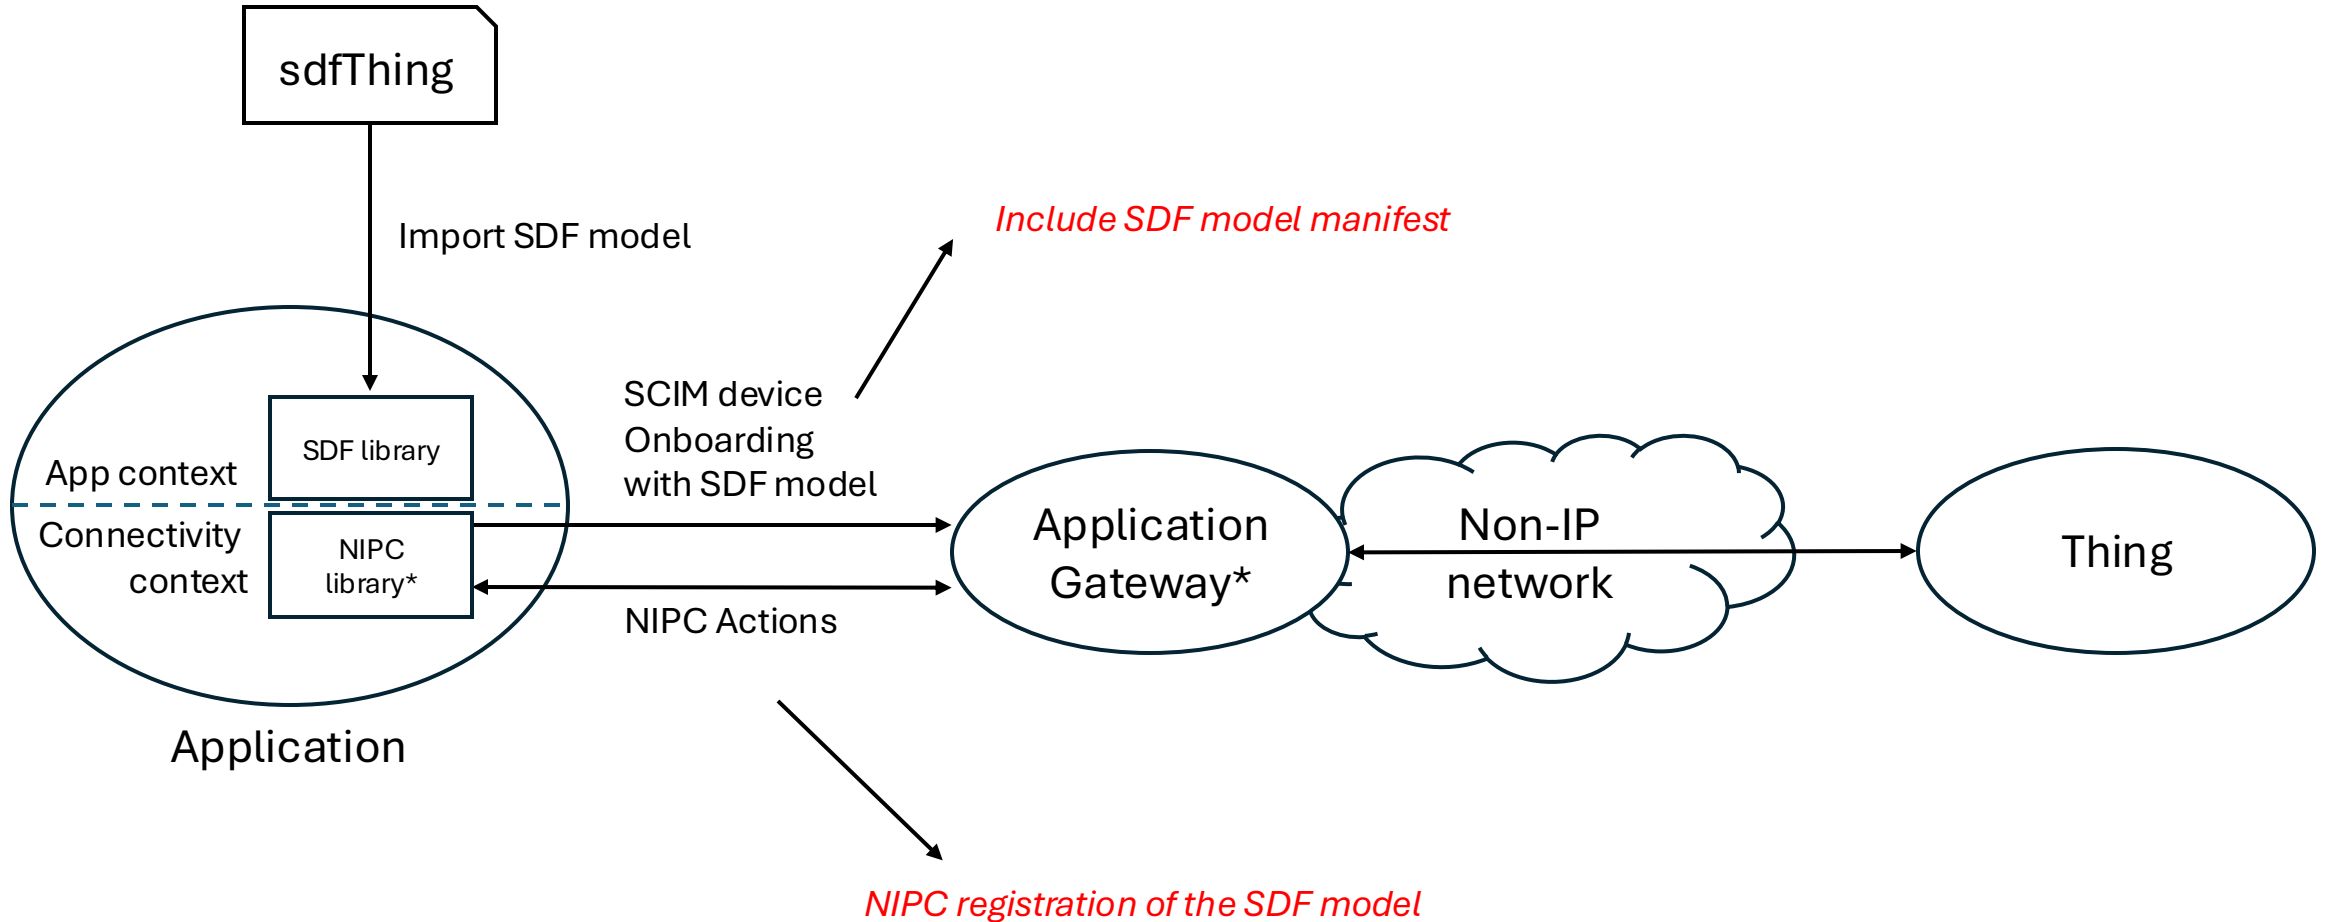 sdfThing
Import SDF model
Include SDF model manifest
SDF library
App context
Connectivity
context
NIPC
library*
Application
SCIM device
Onboarding
with SDF model
NIPC Actions
Application
Gateway*
Non-IP
network
Thing
NIPC registration of the SDF model